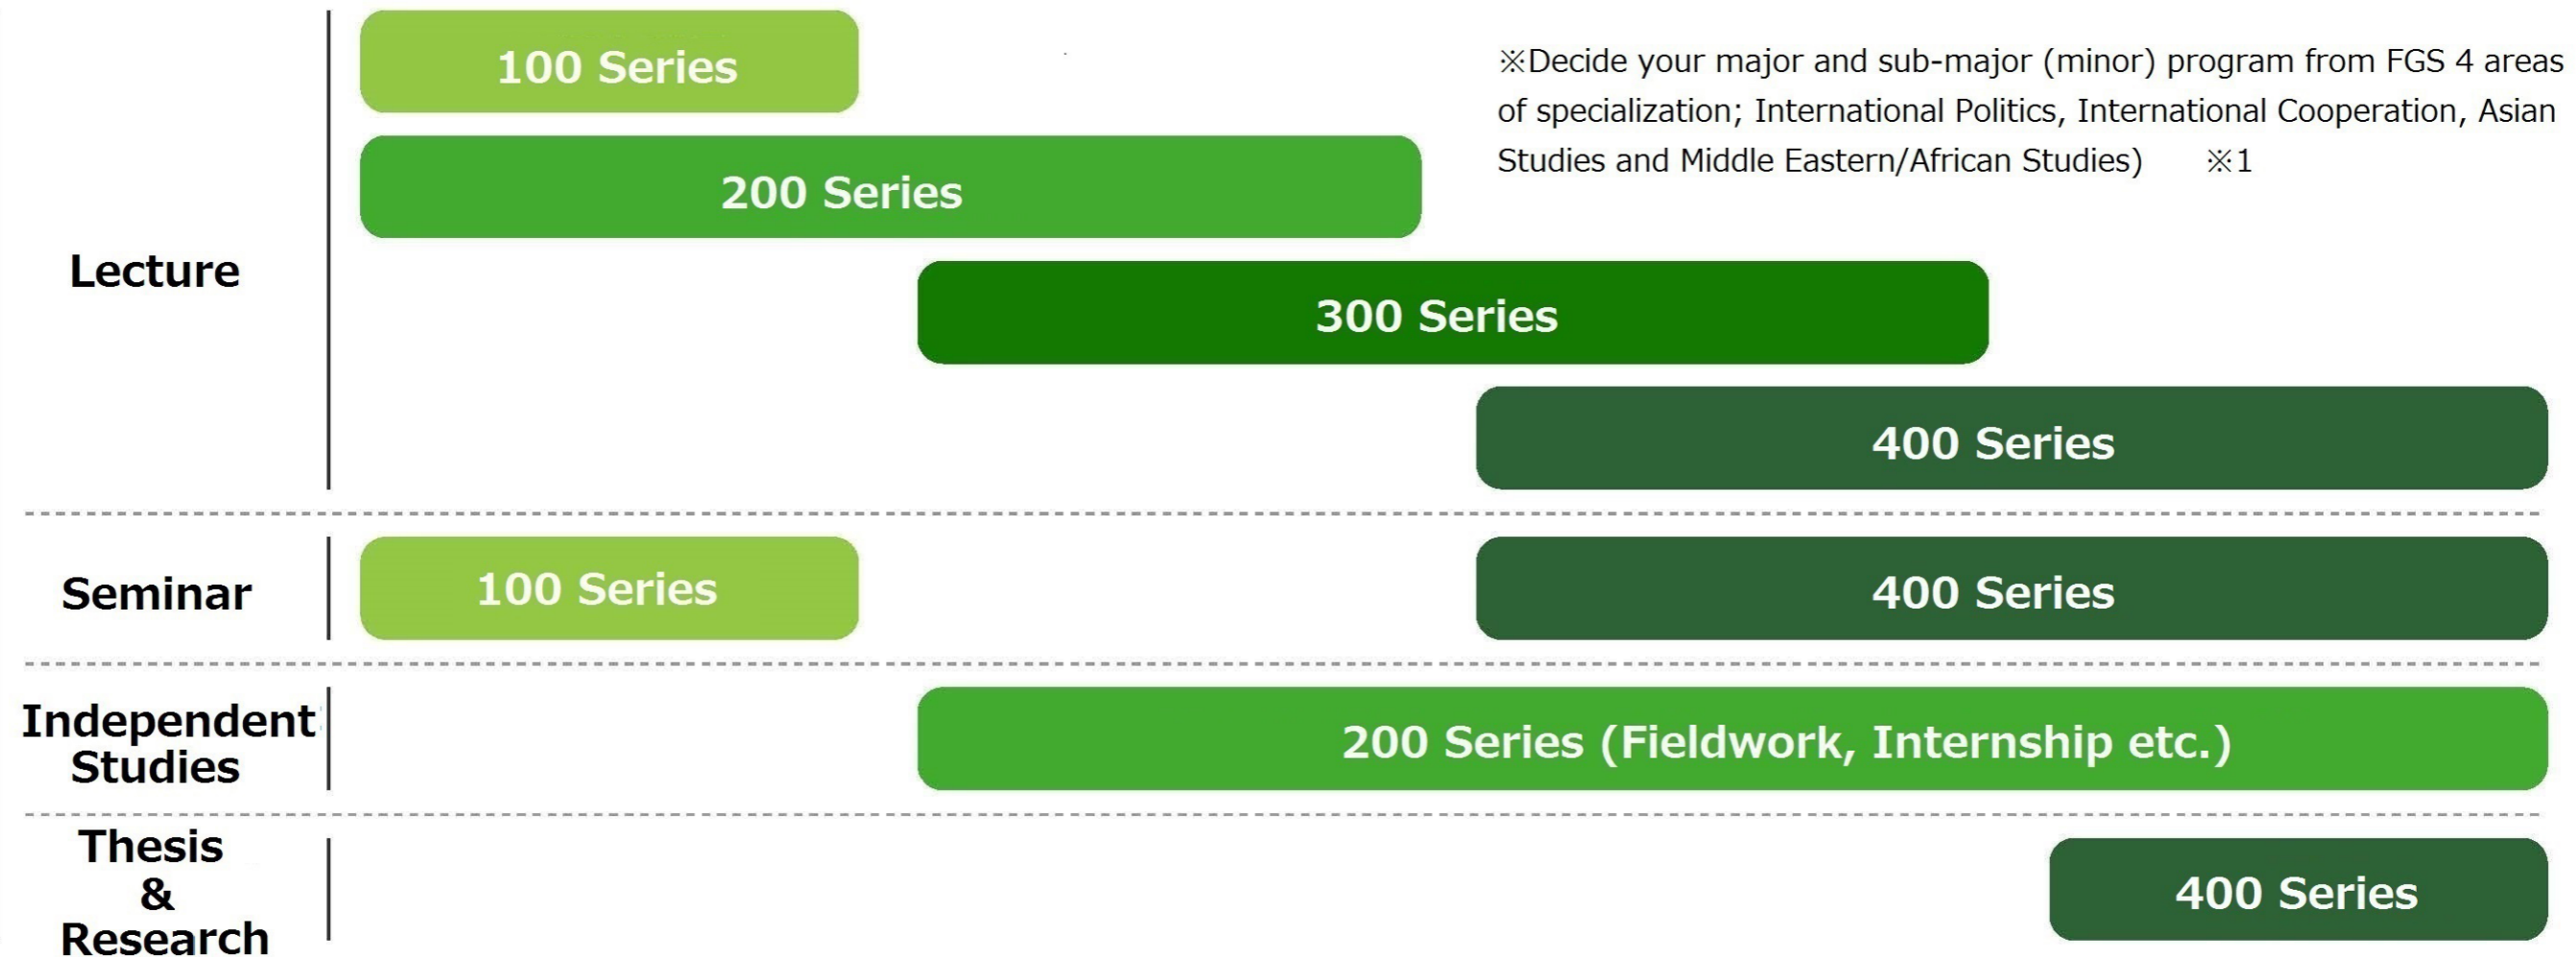 100 Series
※Decide your major and sub-major (minor) program from FGS 4 areas
of specialization; International Politics, International Cooperation, Asian
Studies and Middle Eastern/African Studies) ※1
200 Series
Lecture
300 Series
400 Series
Seminar
100 Series
400 Series
Independent
Studies
200 Series (Fieldwork, Internship etc.)
Thesis
&
Research
400 Series